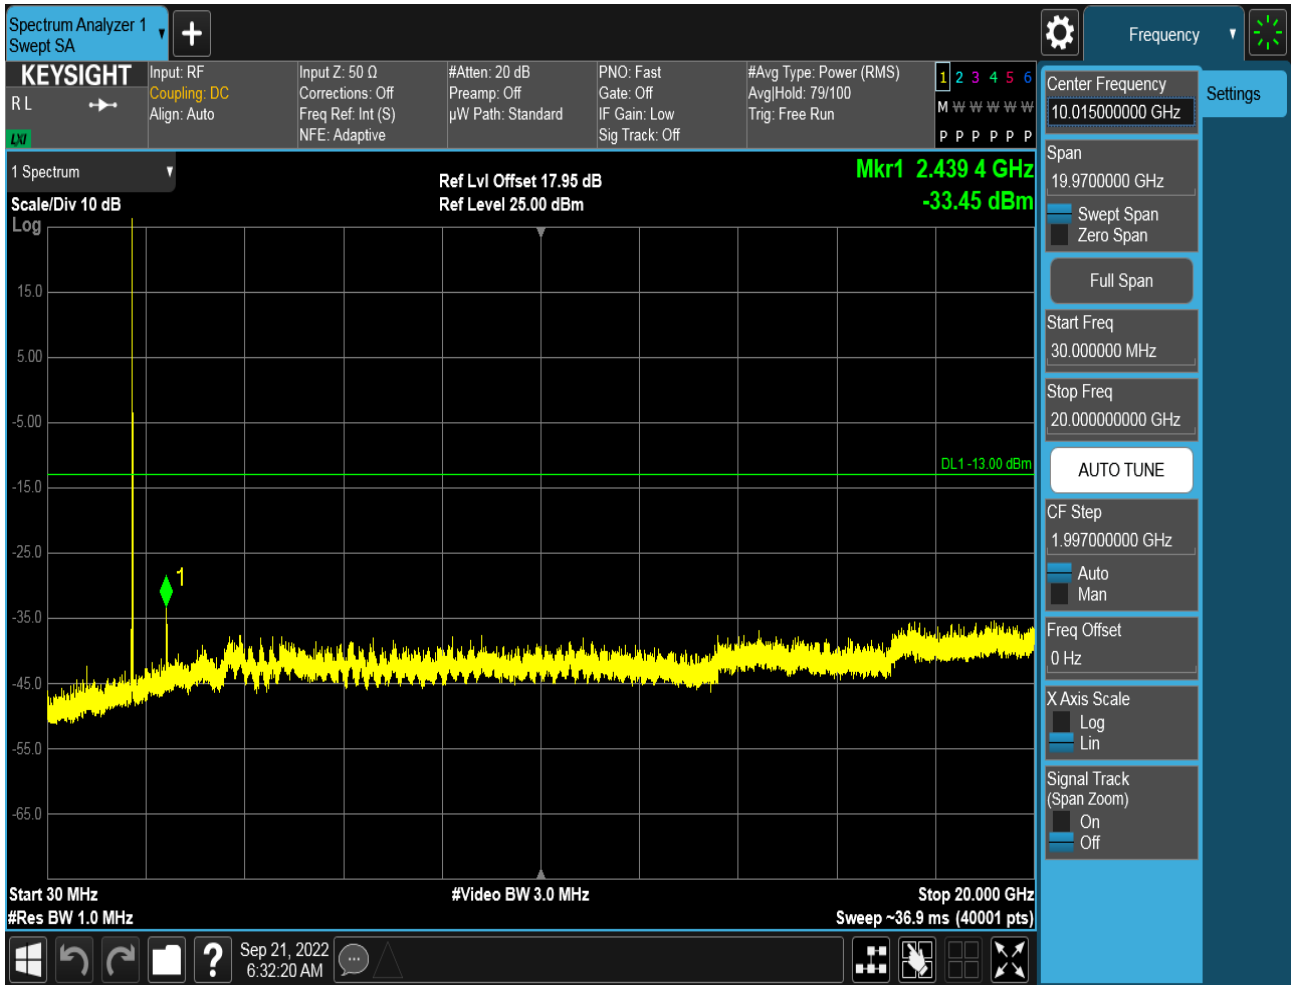 Spectrum Analyzer 1
Swept SA
Frequency
KEYSIGHT
R L
LXI
Input: RF
Coupling: DC
Align: Auto
Input Z: 50 Ω
Corrections: Off
Freq Ref: Int (S)
NFE: Adaptive
#Atten: 20 dB
Preamp: Off
µW Path: Standard
PNO: Fast
Gate: Off
IF Gain: Low
Sig Track: Off
#Avg Type: Power (RMS)
Avg|Hold: 79/100
Trig: Free Run
1 2 3 4 5 6
M W W W W W
P P P P P P
1 Spectrum
Scale/Div 10 dB
Log
Ref Lvl Offset 17.95 dB
Ref Level 25.00 dBm
Mkr1 2.439 4 GHz
-33.45 dBm
15.0
5.00
-5.00
DL1 -13.00 dBm
-15.0
-25.0
1
-35.0
-45.0
-55.0
-65.0
Start 30 MHz
#Video BW 3.0 MHz
Stop 20.000 GHz
#Res BW 1.0 MHz
Sweep ~36.9 ms (40001 pts)
?
Sep 21, 2022
6:32:20 AM
Center Frequency
10.015000000 GHz
Settings
Span
19.9700000 GHz
Swept Span
Zero Span
Full Span
Start Freq
30.000000 MHz
Stop Freq
20.000000000 GHz
AUTO TUNE
CF Step
1.997000000 GHz
Auto
Man
Freq Offset
0 Hz
X Axis Scale
Log
Lin
Signal Track
(Span Zoom)
On
Off